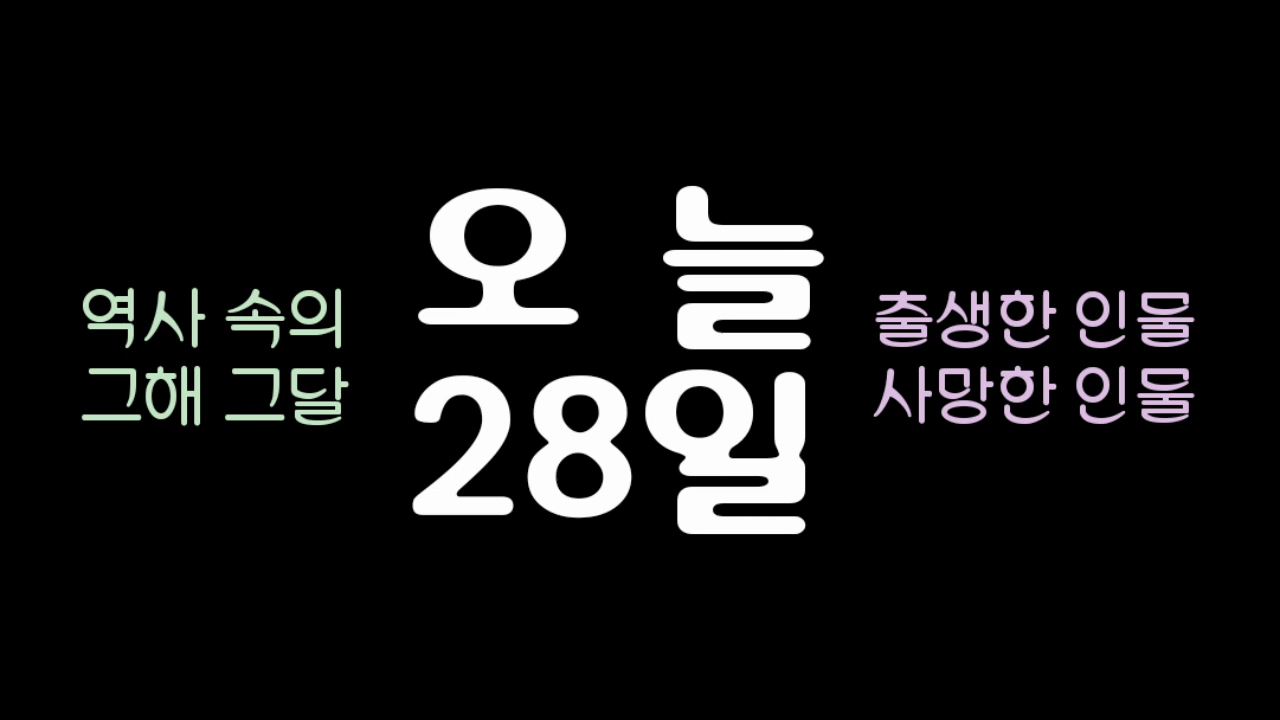 역사 속의
그해 그달
오 늘
28일
출생한 인물
사망한 인물